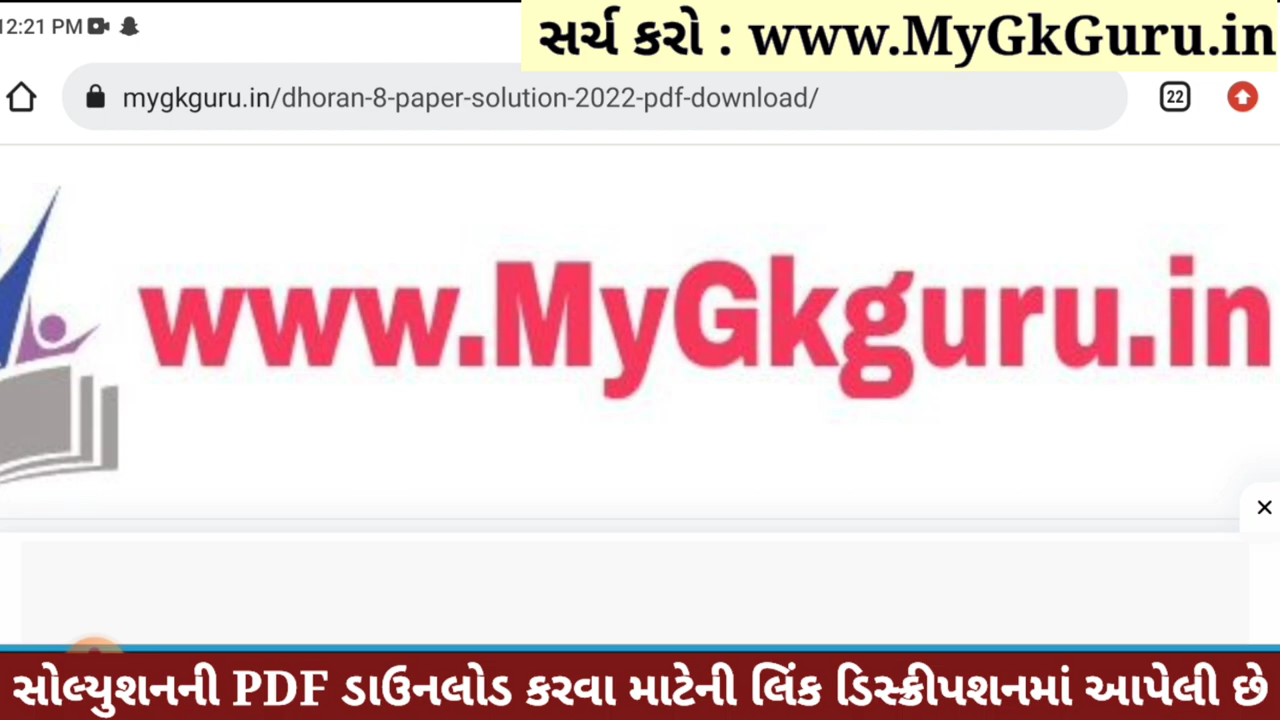 12:21 PM
સર્ચ કરો : www.MyGkGuru.in
mygkguru.in/dhoran-8-paper-solution-2022-pdf-download/
22
www.MyGkguru.in
સોલ્યુશનની PDF ડાઉનલોડ કરવા માટેની લિંક ડિસ્ક્રીપશનમાં આપેલી છે